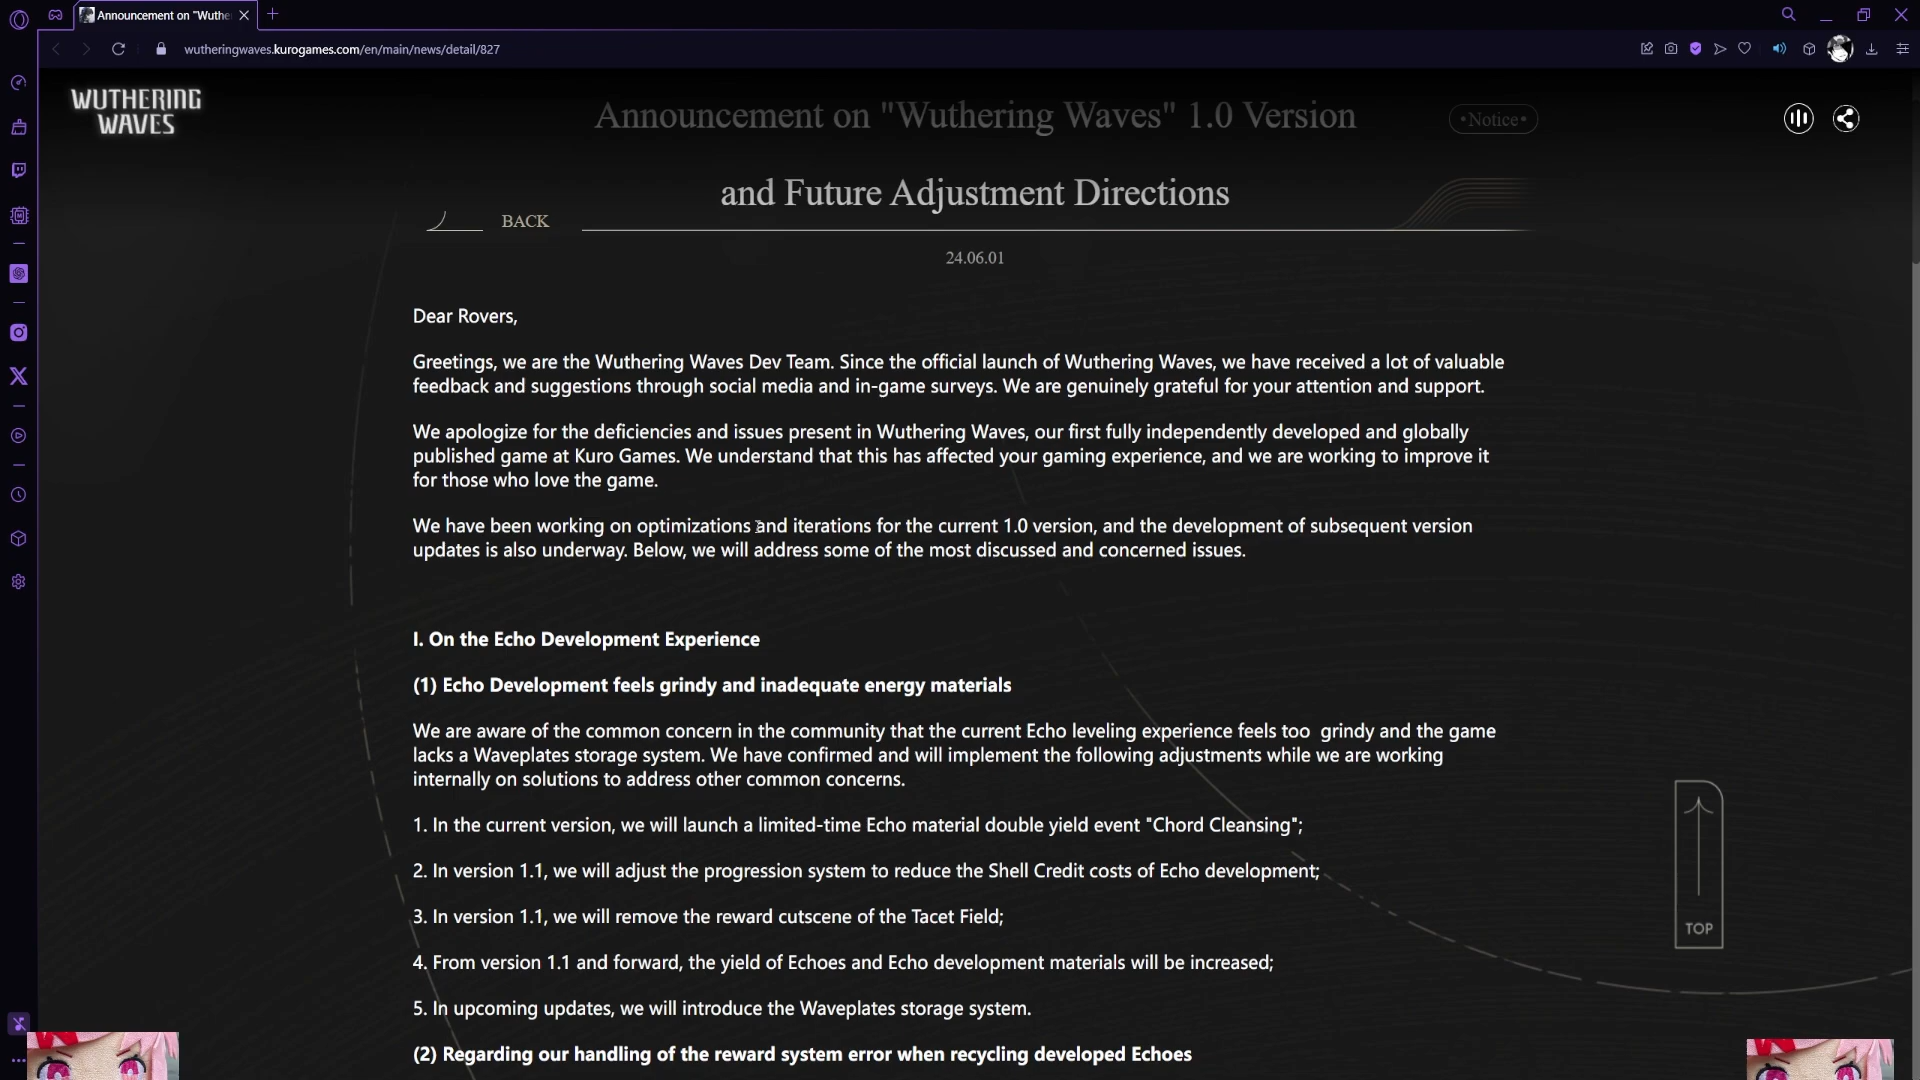 Announcement on "Wuthe
wutheringwaves.kurogames.com/en/main/news/detail/827
WUTHERING
WAVES
Announcement on "Wuthering Waves" 1.0 Version
•Notice•
and Future Adjustment Directions
BACK
24.06.01
Dear Rovers,
Greetings, we are the Wuthering Waves Dev Team. Since the official launch of Wuthering Waves, we have received a lot of valuable
feedback and suggestions through social media and in-game surveys. We are genuinely grateful for your attention and support.
We apologize for the deficiencies and issues present in Wuthering Waves, our first fully independently developed and globally
published game at Kuro Games. We understand that this has affected your gaming experience, and we are working to improve it
for those who love the game.
We have been working on optimizations and iterations for the current 1.0 version, and the development of subsequent version
updates is also underway. Below, we will address some of the most discussed and concerned issues.
I. On the Echo Development Experience
(1) Echo Development feels grindy and inadequate energy materials
We are aware of the common concern in the community that the current Echo leveling experience feels too  grindy and the game
lacks a Waveplates storage system. We have confirmed and will implement the following adjustments while we are working
internally on solutions to address other common concerns.
1. In the current version, we will launch a limited-time Echo material double yield event "Chord Cleansing";
2. In version 1.1, we will adjust the progression system to reduce the Shell Credit costs of Echo development;
3. In version 1.1, we will remove the reward cutscene of the Tacet Field;
4. From version 1.1 and forward, the yield of Echoes and Echo development materials will be increased;
TOP
5. In upcoming updates, we will introduce the Waveplates storage system.
(2) Regarding our handling of the reward system error when recycling developed Echoes